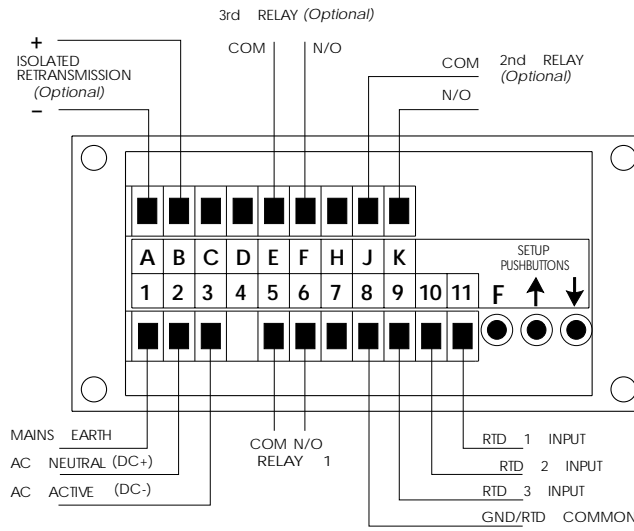 3rd RELAY (Optional)
COM
N/O
+
ISOLATED
RETRANSMISSION
(Optional)
–
COM
2nd RELAY
(Optional)
N/O
A B C D E F H J K
SETUP
PUSHBUTTONS
1 2 3 4 5 6 7 8 9 10 11
F
MAINS EARTH
AC NEUTRAL (DC+)
AC ACTIVE (DC-)
COM N/O
RELAY 1
RTD 1 INPUT
RTD 2 INPUT
RTD 3 INPUT
GND/RTD COMMON